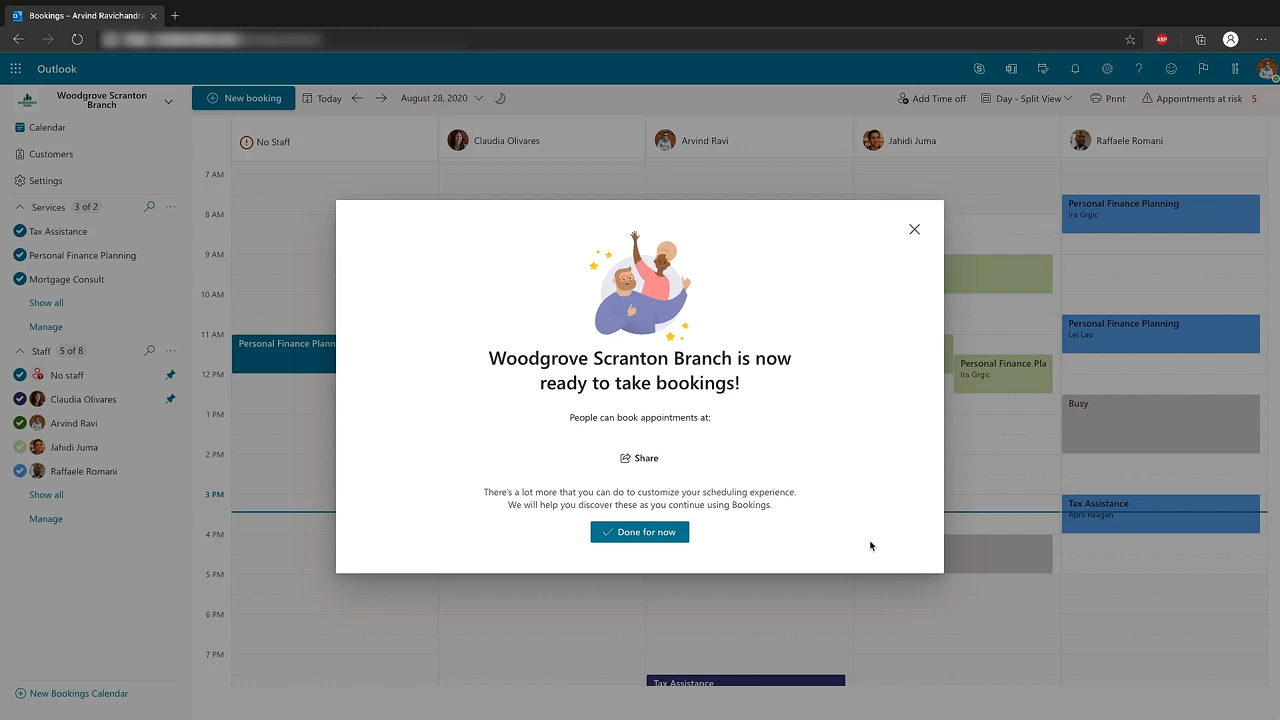 Bookings - Arvind Ravichandra
Outlook
Woodgrove Scranton
Branch
New booking
Today
August 28, 2020
Add Time off
Day - Split View
Print
Appointments at risk 5
Calendar
Customers
Settings
Services 3 of 2
Tax Assistance
Personal Finance Planning
Mortgage Consult
Show all
Manage
Staff 5 of 8
No staff
Claudia Olivares
Arvind Ravi
Jahidi Juma
Raffaele Romani
Show all
Manage
New Bookings Calendar
No Staff
Claudia Olivares
Arvind Ravi
Jahidi Juma
Raffaele Romani
7 AM
8 AM
9 AM
10 AM
11 AM
12 PM
1 PM
2 PM
3 PM
4 PM
5 PM
6 PM
7 PM
Personal Finance Plann
Woodgrove Scranton Branch is now
ready to take bookings!
People can book appointments at:
Share
There's a lot more that you can do to customize your scheduling experience.
We will help you discover these as you continue using Bookings.
Done for now
Tax Assistance
Personal Finance Pla
Ira Grgic
Personal Finance Planning
Ira Grgic
Personal Finance Planning
Lei Lao
Busy
Tax Assistance
April Reagan
ABP